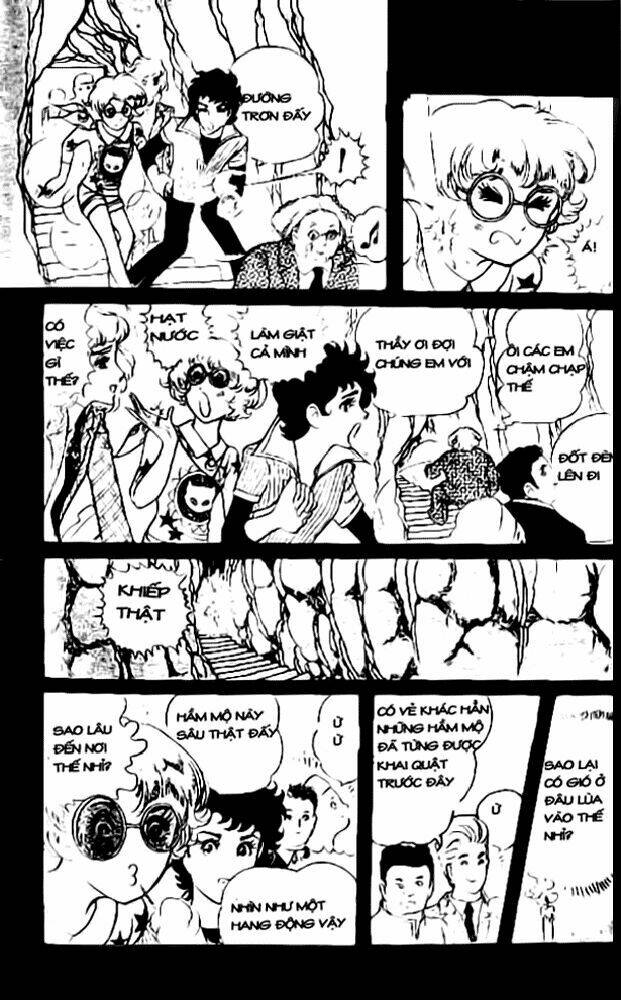 ĐƯỜNG
TRƠN ĐẤY
!
Á!
CÓ
VIỆC
GÌ
THẾ?
HẠT
NƯỚC
LÀM GIẬT
CẢ MÌNH
THẦY ƠI ĐỢI
CHÚNG EM VỚI
ÔI CÁC EM
CHẬM CHẠP
THẾ
ĐỐT ĐÈN
LÊN ĐI
KHIẾP
THẬT
SAO LÂU
ĐẾN NƠI
THẾ NHỈ?
HẦM MỘ NÀY
SÂU THẬT ĐẤY
Ừ
Ừ
NHÌN NHƯ MỘT
HANG ĐỘNG VẬY
CÓ VẺ KHÁC HẲN
NHỮNG HẦM MỘ
ĐÃ TỪNG ĐƯỢC
KHAI QUẬT
TRƯỚC ĐÂY
Ừ
SAO LẠI
CÓ GIÓ Ở
ĐÂU LÙA
VÀO THẾ
NHỈ?